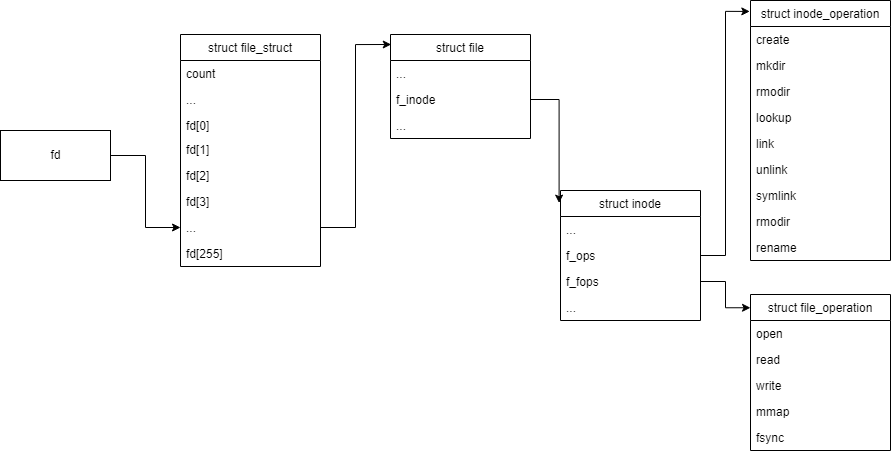 fd
struct file_struct
count
...
fd[0]
fd[1]
fd[2]
fd[3]
...
fd[255]
struct file
...
f_inode
...
struct inode
...
f_ops
f_fops
...
struct inode_operation
create
mkdir
rmodir
lookup
link
unlink
symlink
rmodir
rename
struct file_operation
open
read
write
mmap
fsync